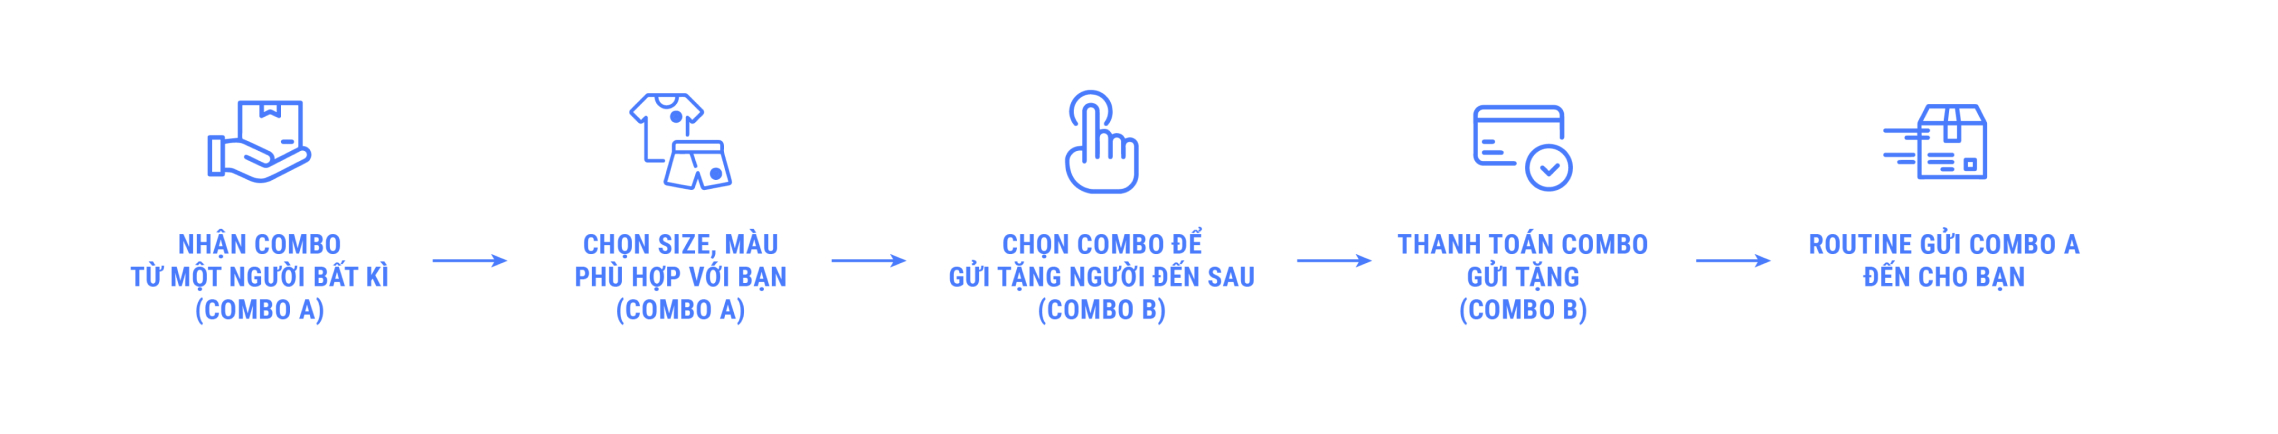 NHẬN COMBO
TỪ MỘT NGƯỜI BẤT KÌ
(COMBO A)
CHỌN SIZE, MÀU
PHÙ HỢP VỚI BẠN
(COMBO A)
CHỌN COMBO ĐỂ
GỬI TẶNG NGƯỜI ĐẾN SAU
(COMBO B)
THANH TOÁN COMBO
GỬI TẶNG
(COMBO B)
ROUTINE GỬI COMBO A
ĐẾN CHO BẠN